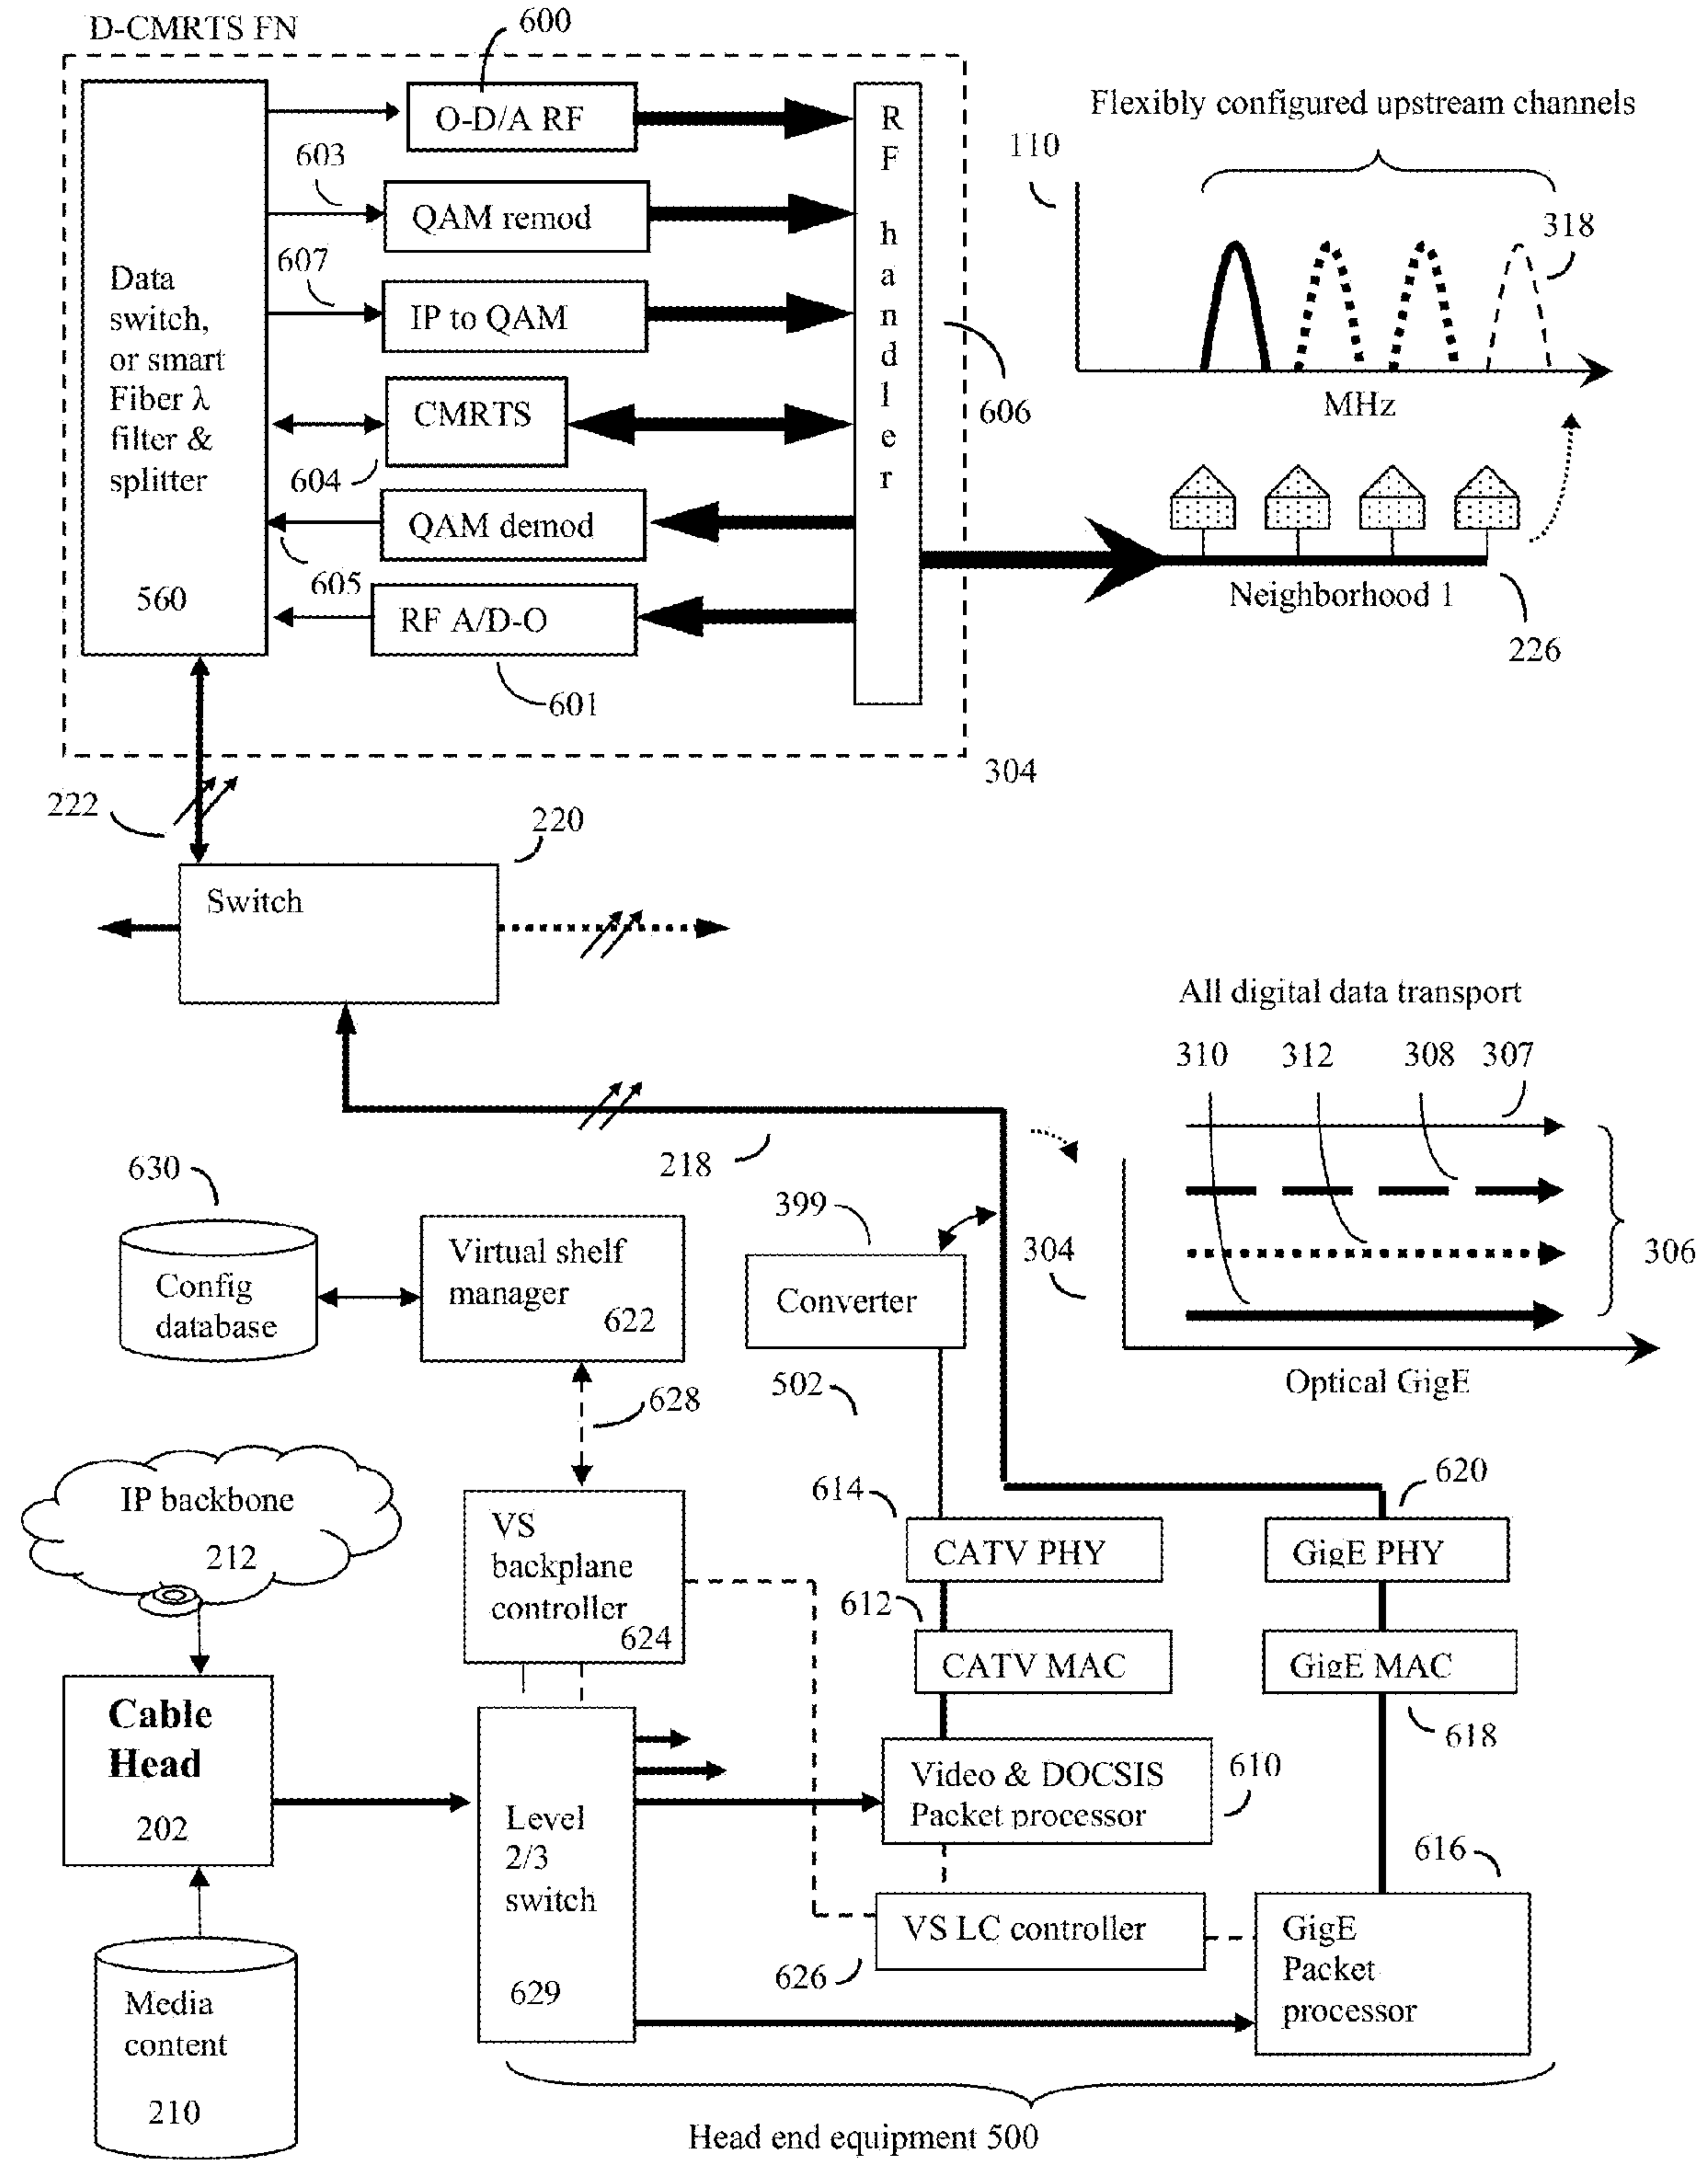 D-CMRTS FN
600
O-D/A RF
603
QAM remod
607
IP to QAM
CMRTS
604
QAM demod
605
RF A/D-O
601
Data
switch,
or smart
Fiber λ
filter &
splitter
560
RF handler
606
304
Flexibly configured upstream channels
110
318
MHz
Neighborhood 1
226
222
220
Switch
218
All digital data transport
310
312
308
307
304
306
Optical GigE
630
Config
database
Virtual shelf
manager
622
628
399
Converter
502
IP backbone
212
VS
backplane
controller
624
614
CATV PHY
620
GigE PHY
612
CATV MAC
GigE MAC
618
Cable
Head
202
Level
2/3
switch
629
Video & DOCSIS
Packet processor
610
616
VS LC controller
626
GigE
Packet
processor
Media
content
210
Head end equipment 500